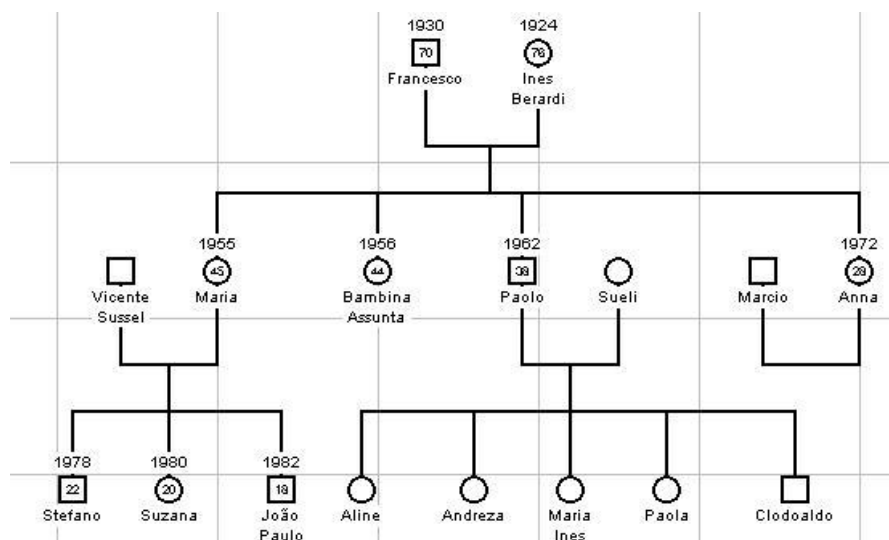 1930 1924
70 76
Francesco Ines
Berardi
1955 1956 1962 1972
45 44 38 28
Vicente Maria Bambina Paolo Sueli Marcio Anna
Sussel Assunta
1978 1980 1982
22 20 18
Stefano Suzana João Aline Andreza Maria Paola Clodoaldo
Paulo Ines